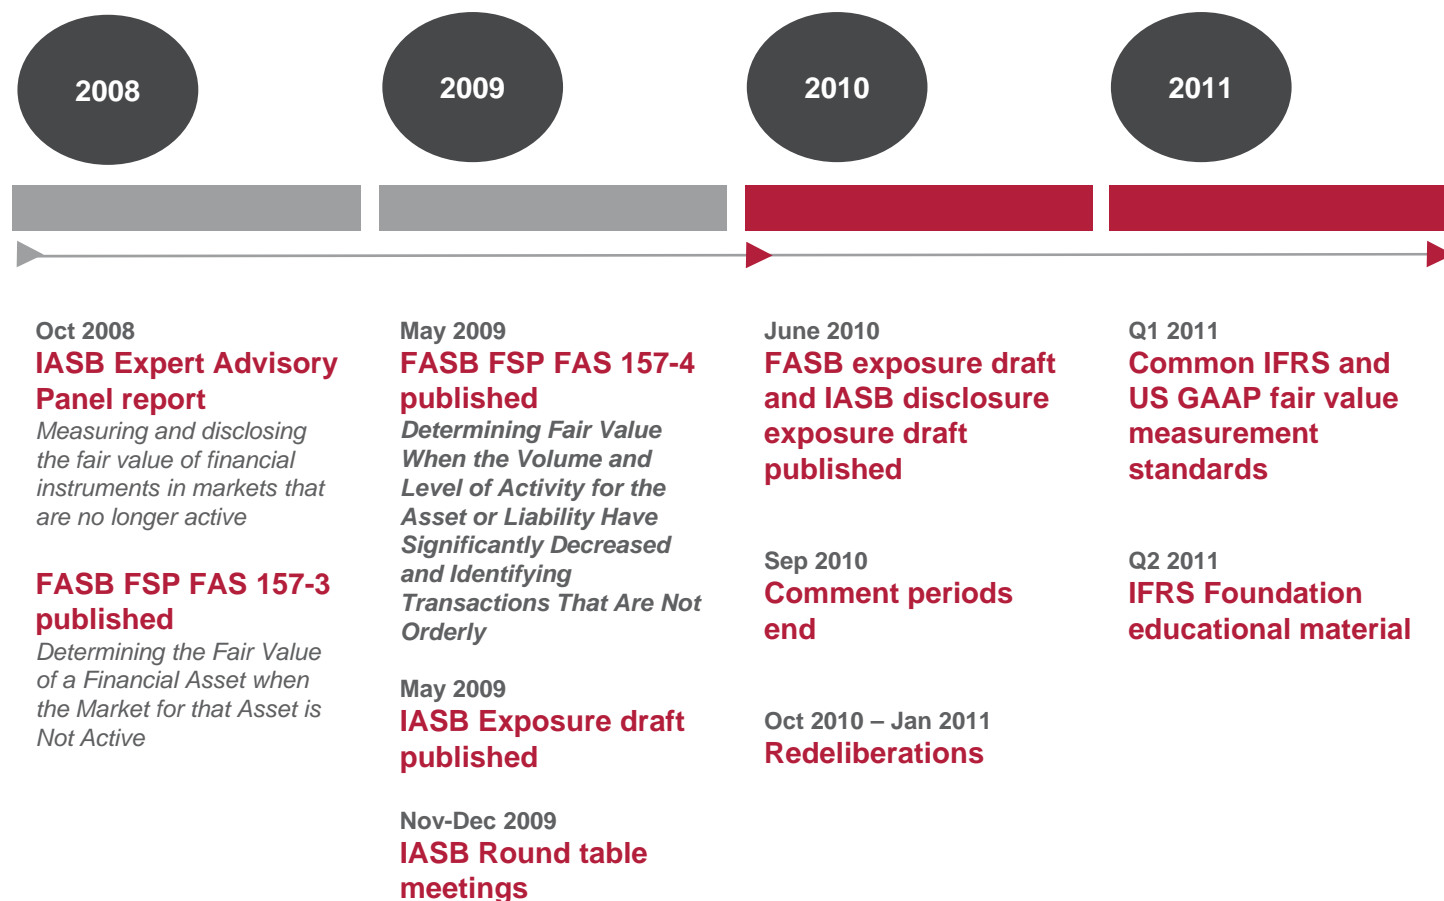 2008
2009
2010
2011
Oct 2008
IASB Expert Advisory
Panel report
Measuring and disclosing
the fair value of financial
instruments in markets that
are no longer active
FASB FSP FAS 157-3
published
Determining the Fair Value
of a Financial Asset when
the Market for that Asset is
Not Active
May 2009
FASB FSP FAS 157-4
published
Determining Fair Value
When the Volume and
Level of Activity for the
Asset or Liability Have
Significantly Decreased
and Identifying
Transactions That Are Not
Orderly
May 2009
IASB Exposure draft
published
Nov-Dec 2009
IASB Round table
meetings
June 2010
FASB exposure draft
and IASB disclosure
exposure draft
published
Sep 2010
Comment periods
end
Oct 2010 – Jan 2011
Redeliberations
Q1 2011
Common IFRS and
US GAAP fair value
measurement
standards
Q2 2011
IFRS Foundation
educational material